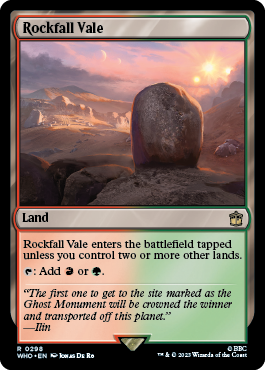 Rockfall Vale
Land
Rockfall Vale enters the battlefield tapped
unless you control two or more other lands.
: Add or .
“The first one to get to the site marked as
the Ghost Monument will be crowned the
winner and transported off this planet.”
—Ilin
R 0298
WHO • EN Jonas De Ro
© BBC
™ & © 2023 Wizards of the Coast